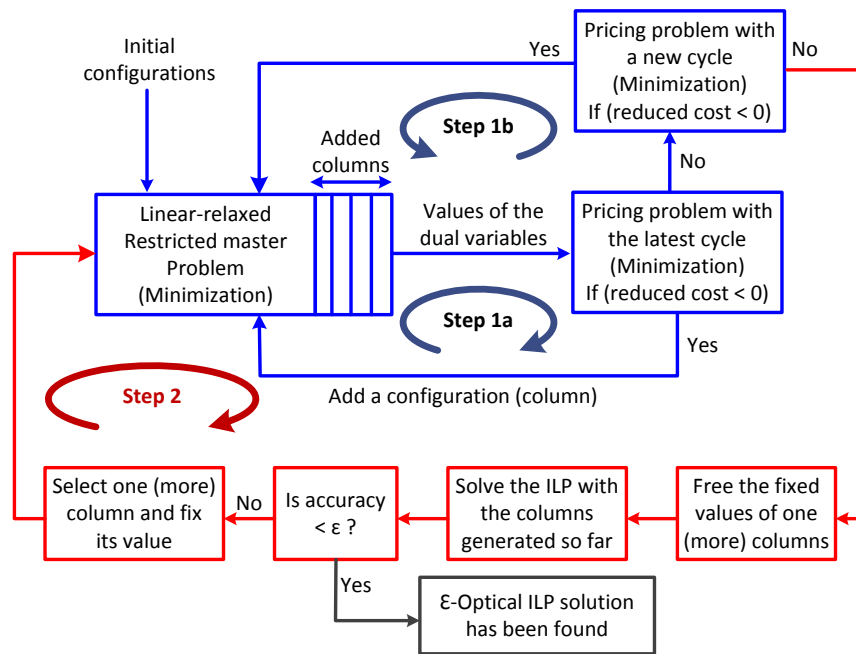 Initial
configurations
Yes
Pricing problem with
a new cycle
(Minimization)
If (reduced cost < 0)
No
Step 1b
Added
columns
No
Linear-relaxed
Restricted master
Problem
(Minimization)
Values of the
dual variables
Pricing problem with
the latest cycle
(Minimization)
If (reduced cost < 0)
Step 1a
Yes
Add a configuration (column)
Step 2
Select one (more)
column and fix
its value
No
Is accuracy
< ε ?
Solve the ILP with
the columns
generated so far
Free the fixed
values of one
(more) columns
Yes
Ɛ-Optical ILP solution
has been found